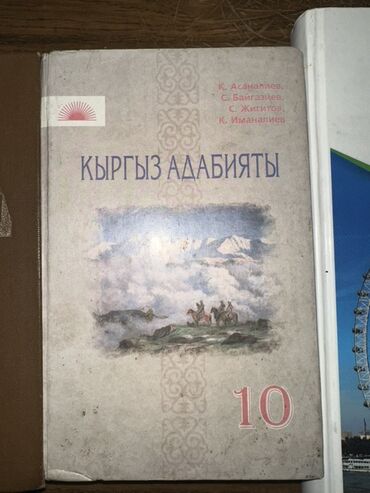 К. Асаналиев,
С. Байгазиев,
С. Жигитов,
К. Иманалиев
КЫРГЫЗ АДАБИЯТЫ
10